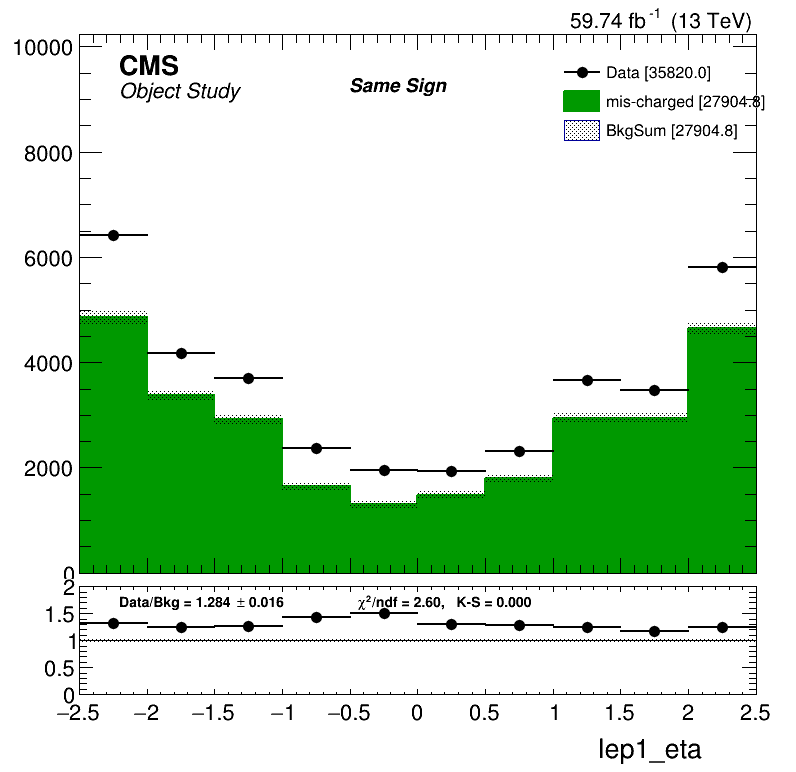 59.74 fb⁻¹ (13 TeV)
CMS
Object Study
Same Sign
Data [35820.0]
mis-charged [27904.8]
BkgSum [27904.8]
10000
8000
6000
4000
2000
0
Data/Bkg = 1.284 ± 0.016
χ²/ndf = 2.60, K-S = 0.000
2
1.5
1
0.5
0
−2.5 −2 −1.5 −1 −0.5 0 0.5 1 1.5 2 2.5
lep1_eta